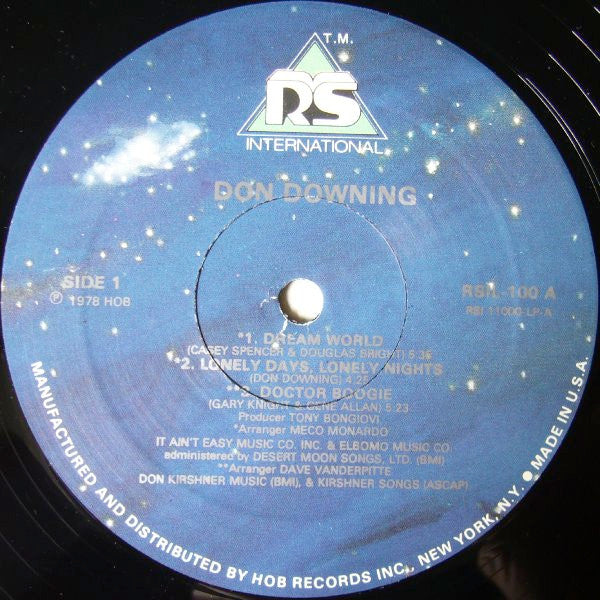 T.M.
RS
INTERNATIONAL
DON DOWNING
SIDE 1
℗ 1978 HOB
RSIL-100 A
RSI 11000 LP-A
*1. DREAM WORLD
(CASEY SPENCER & DOUGLAS BRIGHT) 5:36
**2. LONELY DAYS, LONELY NIGHTS
(DON DOWNING) 4:22
**3. DOCTOR BOOGIE
(GARY KNIGHT & GENE ALLAN) 5:23
Producer TONY BONGIOVI
*Arranger MECO MONARDO
IT AIN'T EASY MUSIC CO. INC. & ELBOMO MUSIC CO.
administered by DESERT MOON SONGS, LTD. (BMI)
**Arranger DAVE VANDERPITTE
DON KIRSHNER MUSIC (BMI), & KIRSHNER SONGS (ASCAP)
MANUFACTURED AND DISTRIBUTED BY HOB RECORDS INC., NEW YORK, N.Y. ● MADE IN U.S.A.